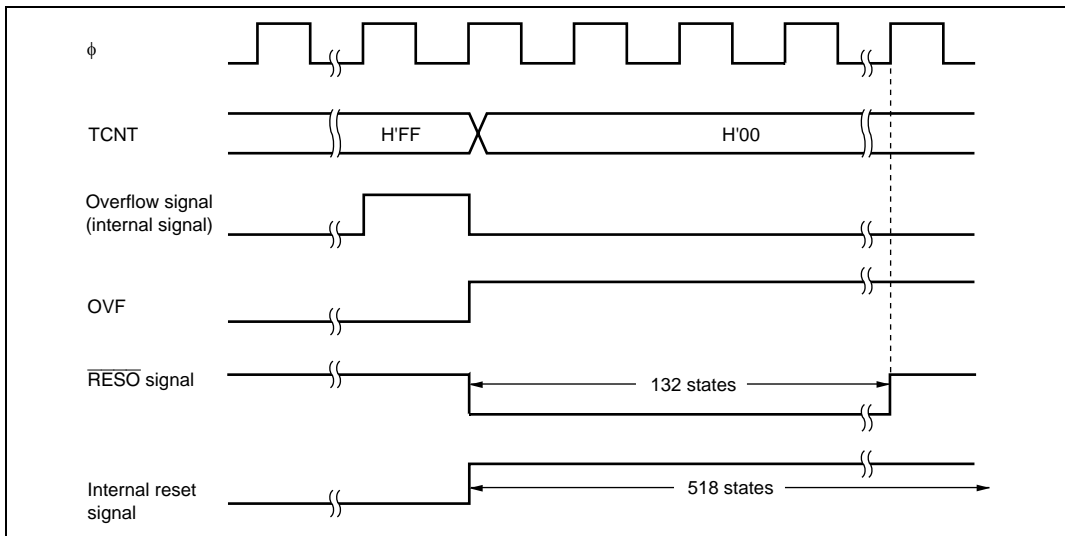 ϕ
TCNT
H'FF
H'00
Overflow signal
(internal signal)
OVF
RESO signal
132 states
Internal reset
signal
518 states